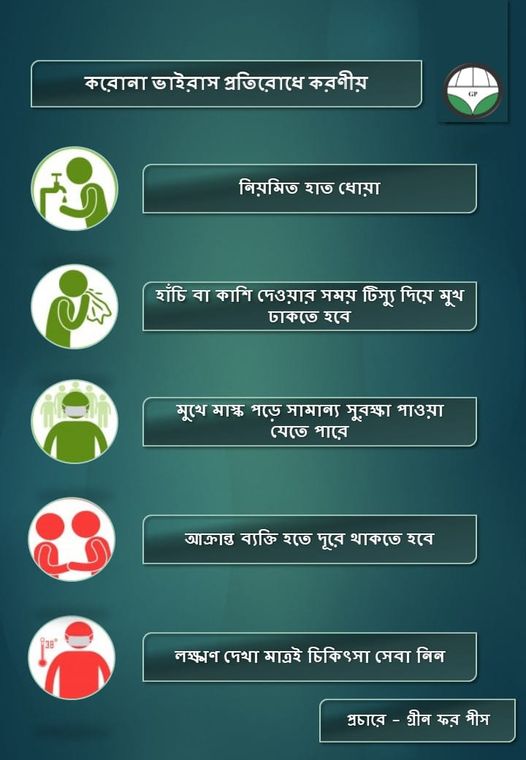 করোনা ভাইরাস প্রতিরোধে করণীয়
GP
নিয়মিত হাত ধোয়া
হাঁচি বা কাশি দেওয়ার সময় টিস্যু দিয়ে মুখ
ঢাকতে হবে
মুখে মাস্ক পড়ে সামান্য সুরক্ষা পাওয়া
যেতে পারে
আক্রান্ত ব্যক্তি হতে দূরে থাকতে হবে
38°
লক্ষ্মণ দেখা মাত্রই চিকিৎসা সেবা নিন
প্রচারে - গ্রীন ফর পীস